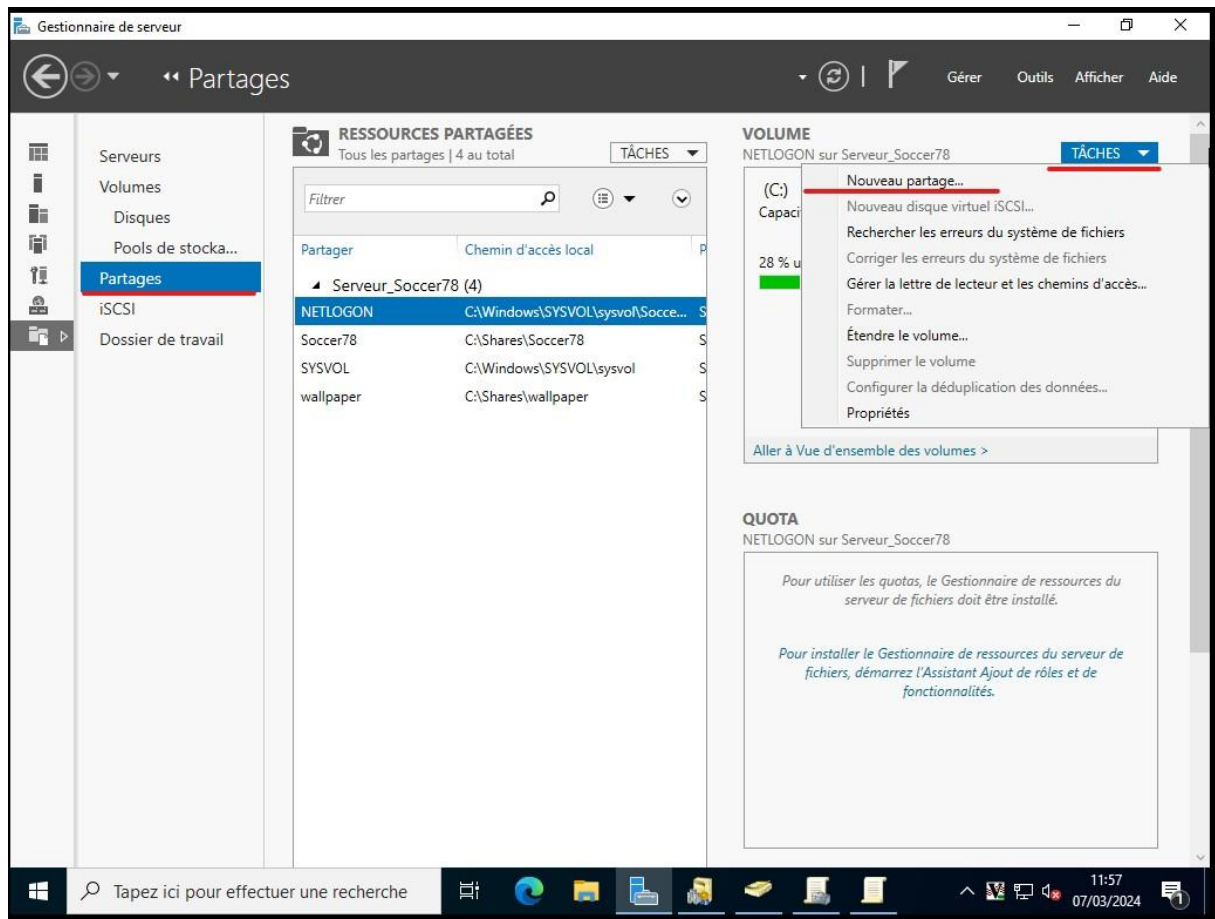 Gestionnaire de serveur
Partages
Gérer Outils Afficher Aide
Serveurs
Volumes
Disques
Pools de stocka...
Partages
iSCSI
Dossier de travail
RESSOURCES PARTAGÉES
Tous les partages | 4 au total
TÂCHES
Filtrer
Partager Chemin d'accès local P
Serveur_Soccer78 (4)
NETLOGON C:\Windows\SYSVOL\sysvol\Socce... S
Soccer78 C:\Shares\Soccer78 S
SYSVOL C:\Windows\SYSVOL\sysvol S
wallpaper C:\Shares\wallpaper S
VOLUME
NETLOGON sur Serveur_Soccer78
TÂCHES
(C:)
Capaci
28 % u
Nouveau partage...
Nouveau disque virtuel iSCSI...
Rechercher les erreurs du système de fichiers
Corriger les erreurs du système de fichiers
Gérer la lettre de lecteur et les chemins d'accès...
Formater...
Étendre le volume...
Supprimer le volume
Configurer la déduplication des données...
Propriétés
Aller à Vue d'ensemble des volumes >
QUOTA
NETLOGON sur Serveur_Soccer78
Pour utiliser les quotas, le Gestionnaire de ressources du
serveur de fichiers doit être installé.
Pour installer le Gestionnaire de ressources du serveur de
fichiers, démarrez l'Assistant Ajout de rôles et de
fonctionnalités.
Tapez ici pour effectuer une recherche
11:57
07/03/2024
1